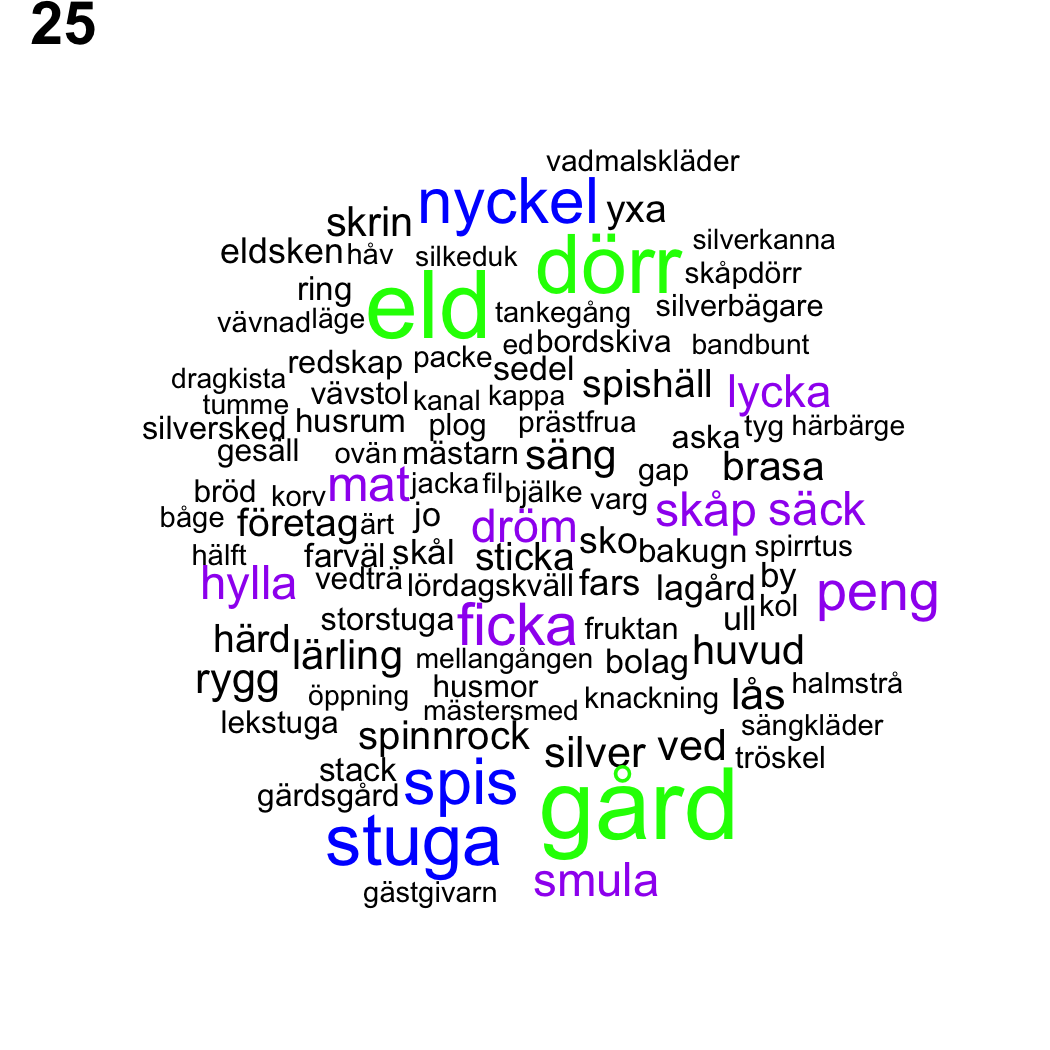 25
vadmalskläder
nyckel yxa
skrin
eldsken håv silkeduk dörr silverkanna
skåpdörr
ring eld tankegång silverbägare
vävnad läge
ed bordskiva bandbunt
redskap packe sedel
dragkista vävstol kanal kappa spishäll lycka
tumme
silversked husrum plog prästfrua aska tyg härbärge
gesäll ovän mästarn säng gap brasa
bröd korv mat jacka fil bjälke varg skåp säck
båge företag ärt jo dröm sko
hälft farväl skål sticka bakugn spirrtus
hylla vedträ lördagskväll fars lagård by peng
kol
storstuga ficka fruktan ull
härd lärling mellangången bolag huvud
rygg öppning husmor knackning lås halmstrå
mästersmed
lekstuga spinnrock silver ved sängkläder
tröskel
stack spis
gärdsgård gård
stuga
smula
gästgivarn